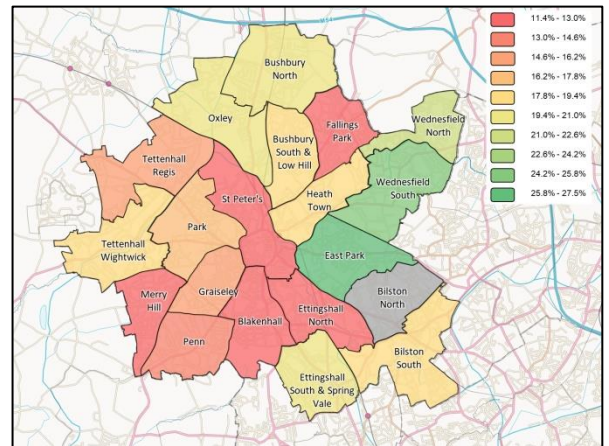 11.4% - 13.0%
13.0% - 14.6%
14.6% - 16.2%
16.2% - 17.8%
17.8% - 19.4%
19.4% - 21.0%
21.0% - 22.6%
22.6% - 24.2%
24.2% - 25.8%
25.8% - 27.5%
Bushbury
North
Oxley
Bushbury
South &
Low Hill
Fallings
Park
Wednesfield
North
Tettenhall
Regis
St Peter's
Heath
Town
Wednesfield
South
Park
Tettenhall
Wightwick
East Park
Merry
Hill
Graiseley
Blakenhall
Ettingshall
North
Bilston
North
Penn
Bilston
South
Ettingshall
South & Spring
Vale